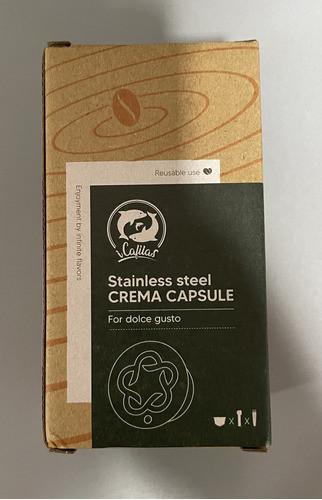 Reusable use
Enjoyment by infinite flavors
iCafilas
Stainless steel
CREMA CAPSULE
For dolce gusto
x x